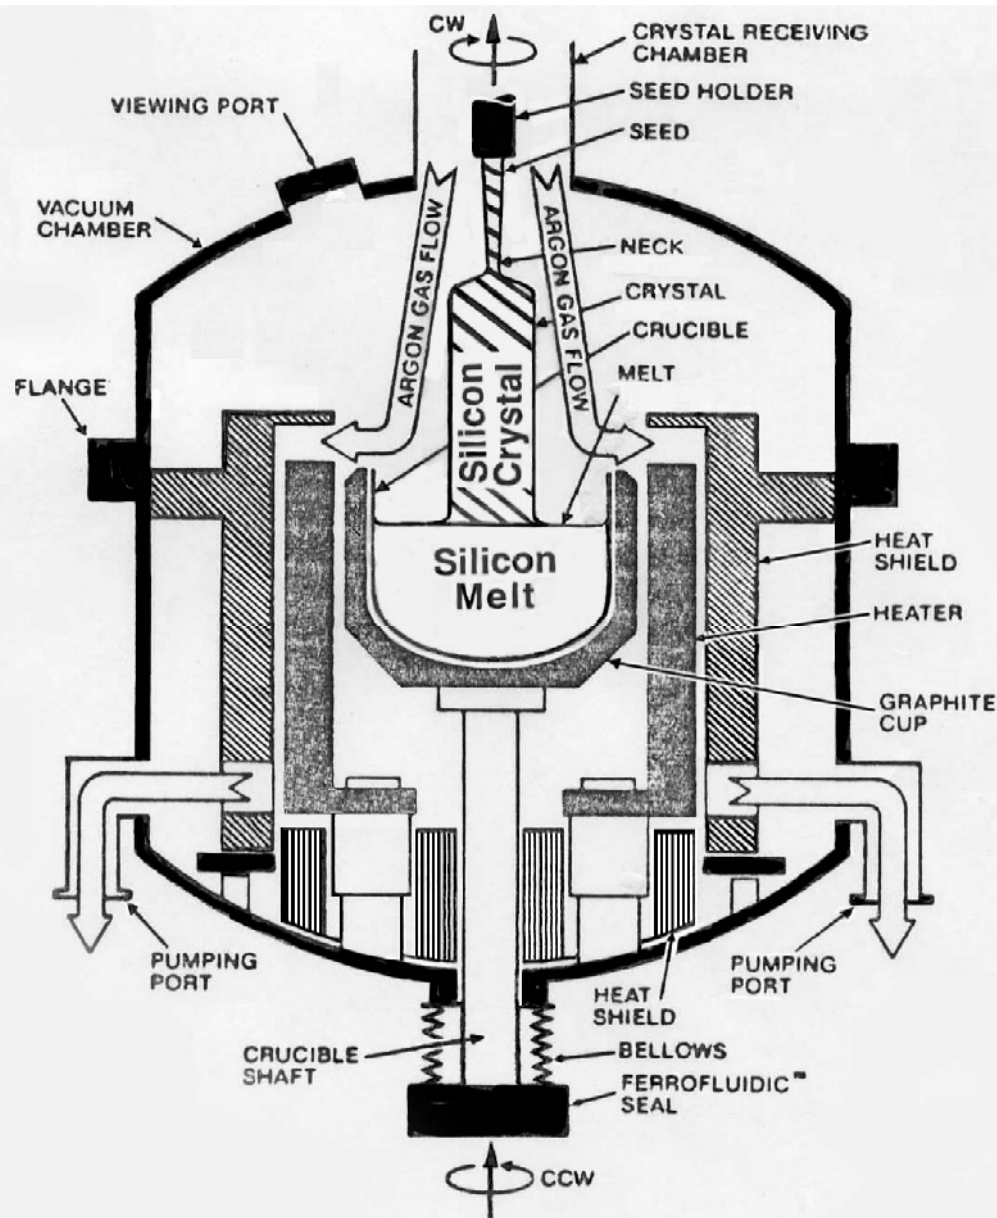 CW
CRYSTAL RECEIVING
CHAMBER
SEED HOLDER
VIEWING PORT
SEED
VACUUM
CHAMBER
ARGON GAS FLOW
ARGON GAS FLOW
NECK
CRYSTAL
CRUCIBLE
MELT
FLANGE
Silicon
Crystal
Silicon
Melt
HEAT
SHIELD
HEATER
GRAPHITE
CUP
PUMPING
PORT
PUMPING
PORT
HEAT
SHIELD
CRUCIBLE
SHAFT
BELLOWS
FERROFLUIDIC™
SEAL
CCW